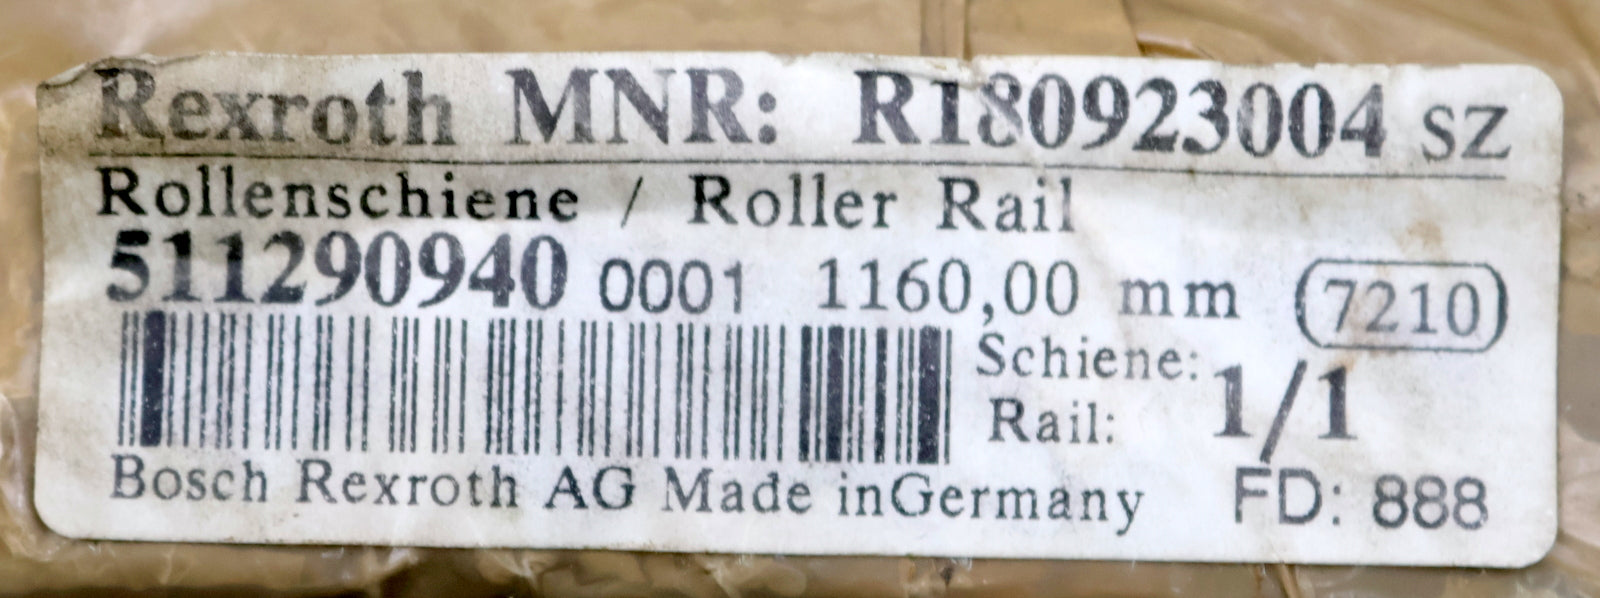 Rexroth MNR: R180923004 SZ
Rollenschiene / Roller Rail
511290940 0001 1160,00 mm 7210
Schiene:
Rail: 1/1
Bosch Rexroth AG Made inGermany FD: 888